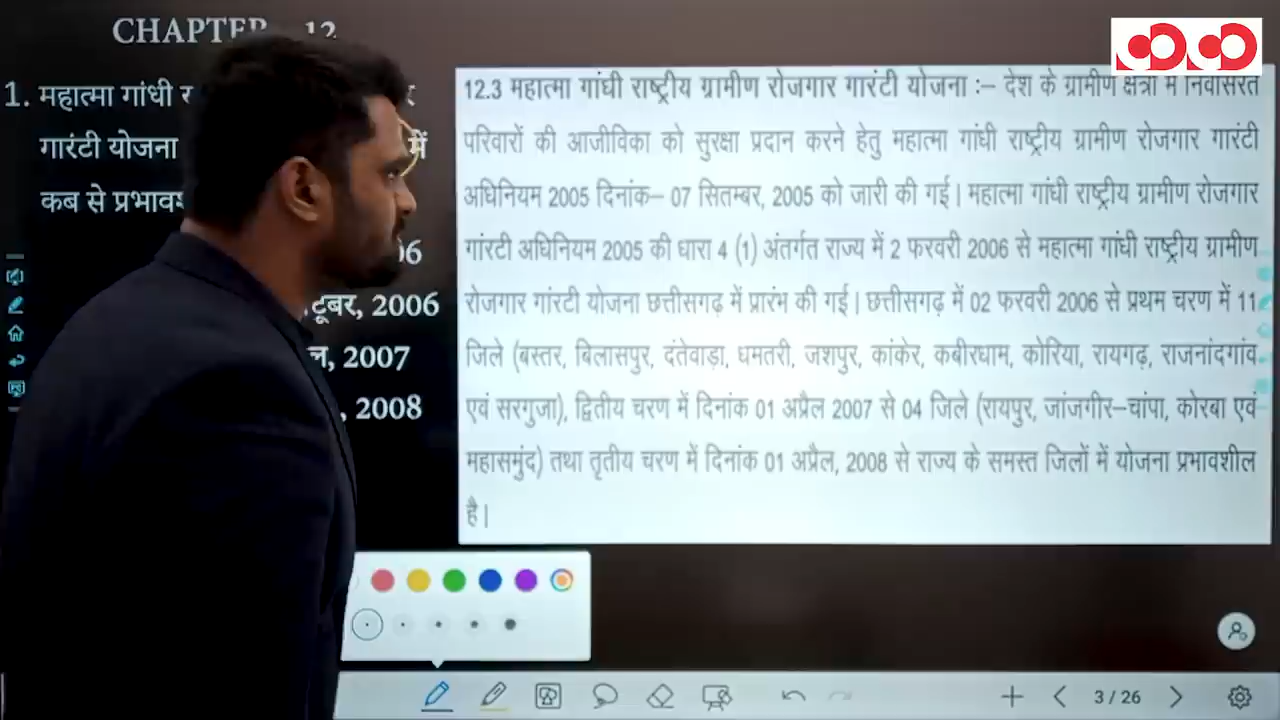 CHAPTER 12
1. महात्मा गांधी
गारंटी योजना में
कब से
06
2006
2007
2008
12.3 महात्मा गांधी राष्ट्रीय ग्रामीण रोजगार गारंटी योजना :– देश के ग्रामीण क्षेत्रों में निवासरत
परिवारों की आजीविका को सुरक्षा प्रदान करने हेतु महात्मा गांधी राष्ट्रीय ग्रामीण रोजगार गारंटी
अधिनियम 2005 दिनांक– 07 सितम्बर, 2005 को जारी की गई। महात्मा गांधी राष्ट्रीय ग्रामीण रोजगार
गांरटी अधिनियम 2005 की धारा 4 (1) अंतर्गत राज्य में 2 फरवरी 2006 से महात्मा गांधी राष्ट्रीय ग्रामीण
रोजगार गांरटी योजना छत्तीसगढ़ में प्रारंभ की गई। छत्तीसगढ़ में 02 फरवरी 2006 से प्रथम चरण में 11
जिले (बस्तर, बिलासपुर, दंतेवाड़ा, धमतरी, जशपुर, कांकेर, कबीरधाम, कोरिया, रायगढ़, राजनांदगांव
एवं सरगुजा), द्वितीय चरण में दिनांक 01 अप्रैल 2007 से 04 जिले (रायपुर, जांजगीर–चांपा, कोरबा एवं
महासमुंद) तथा तृतीय चरण में दिनांक 01 अप्रैल, 2008 से राज्य के समस्त जिलों में योजना प्रभावशील
है।
3 / 26